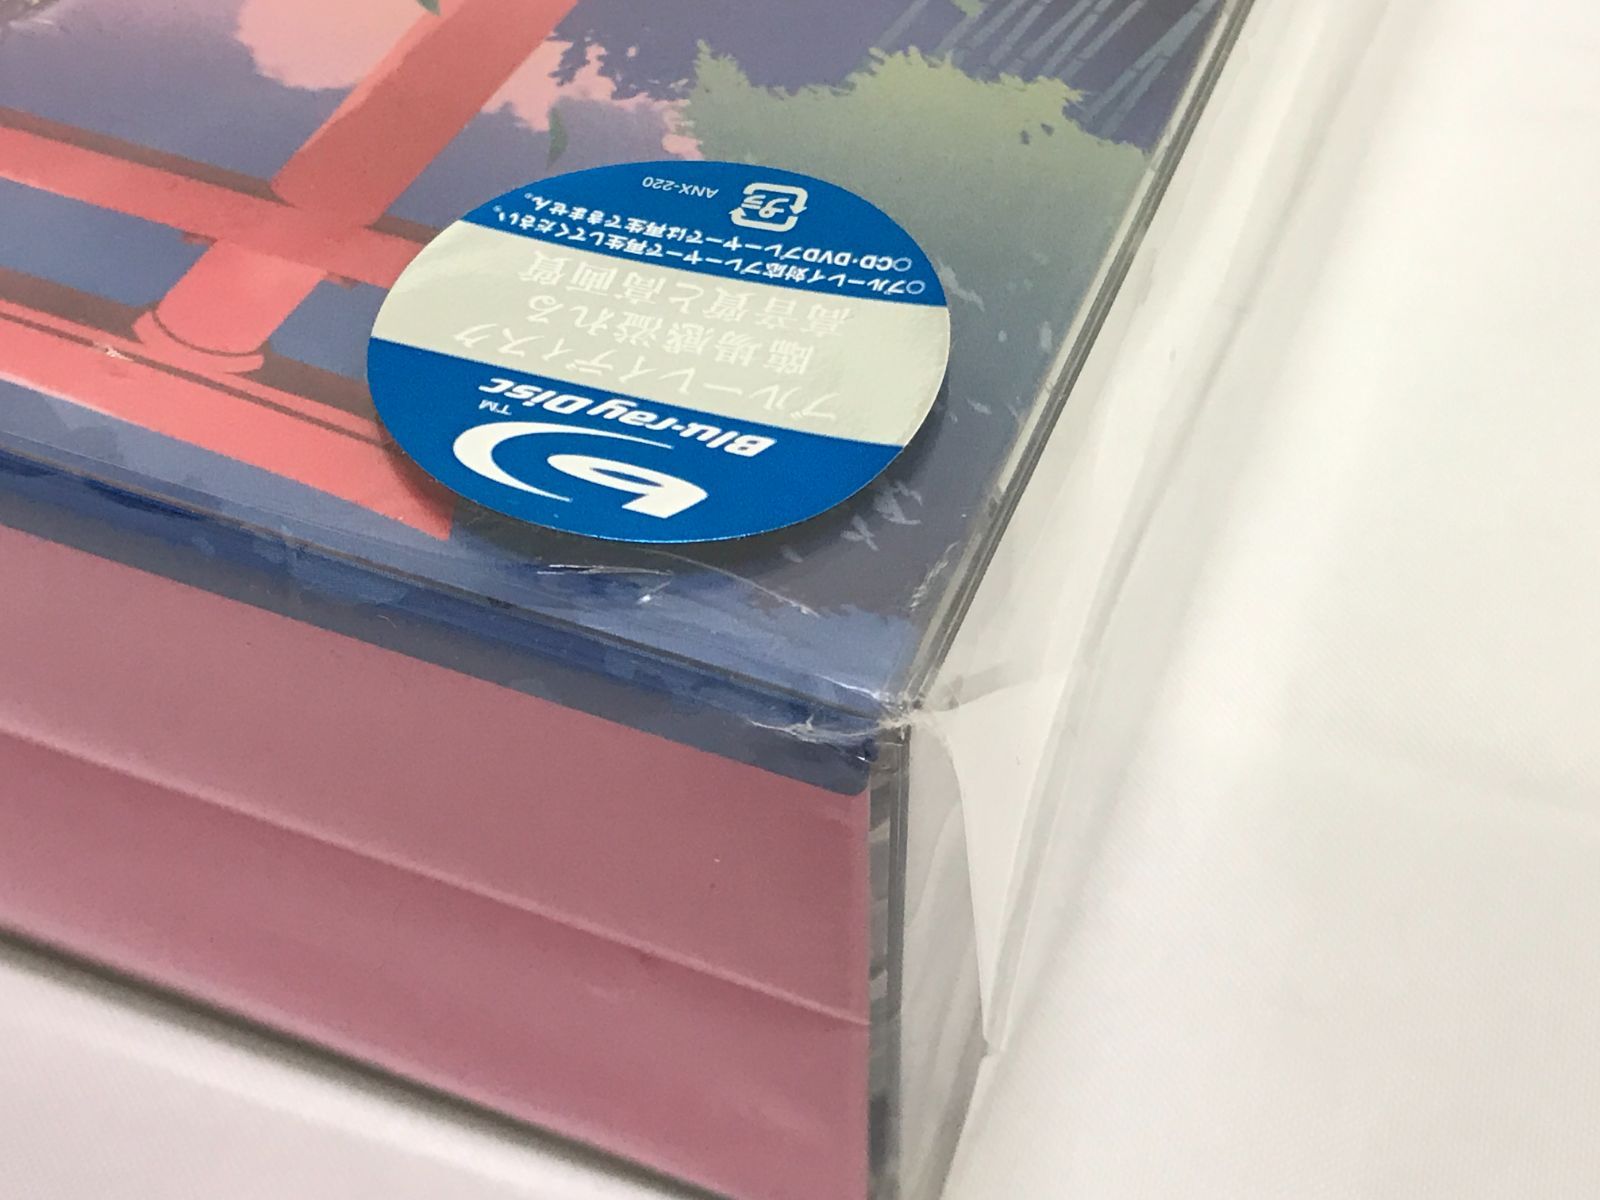 Blu-ray Disc™
ブルーレイディスク
臨場感溢れる
高音質と高画質
○ブルーレイ対応プレーヤーで再生してください。
○CD・DVDプレーヤーでは再生できません。
プラ
ANX-220